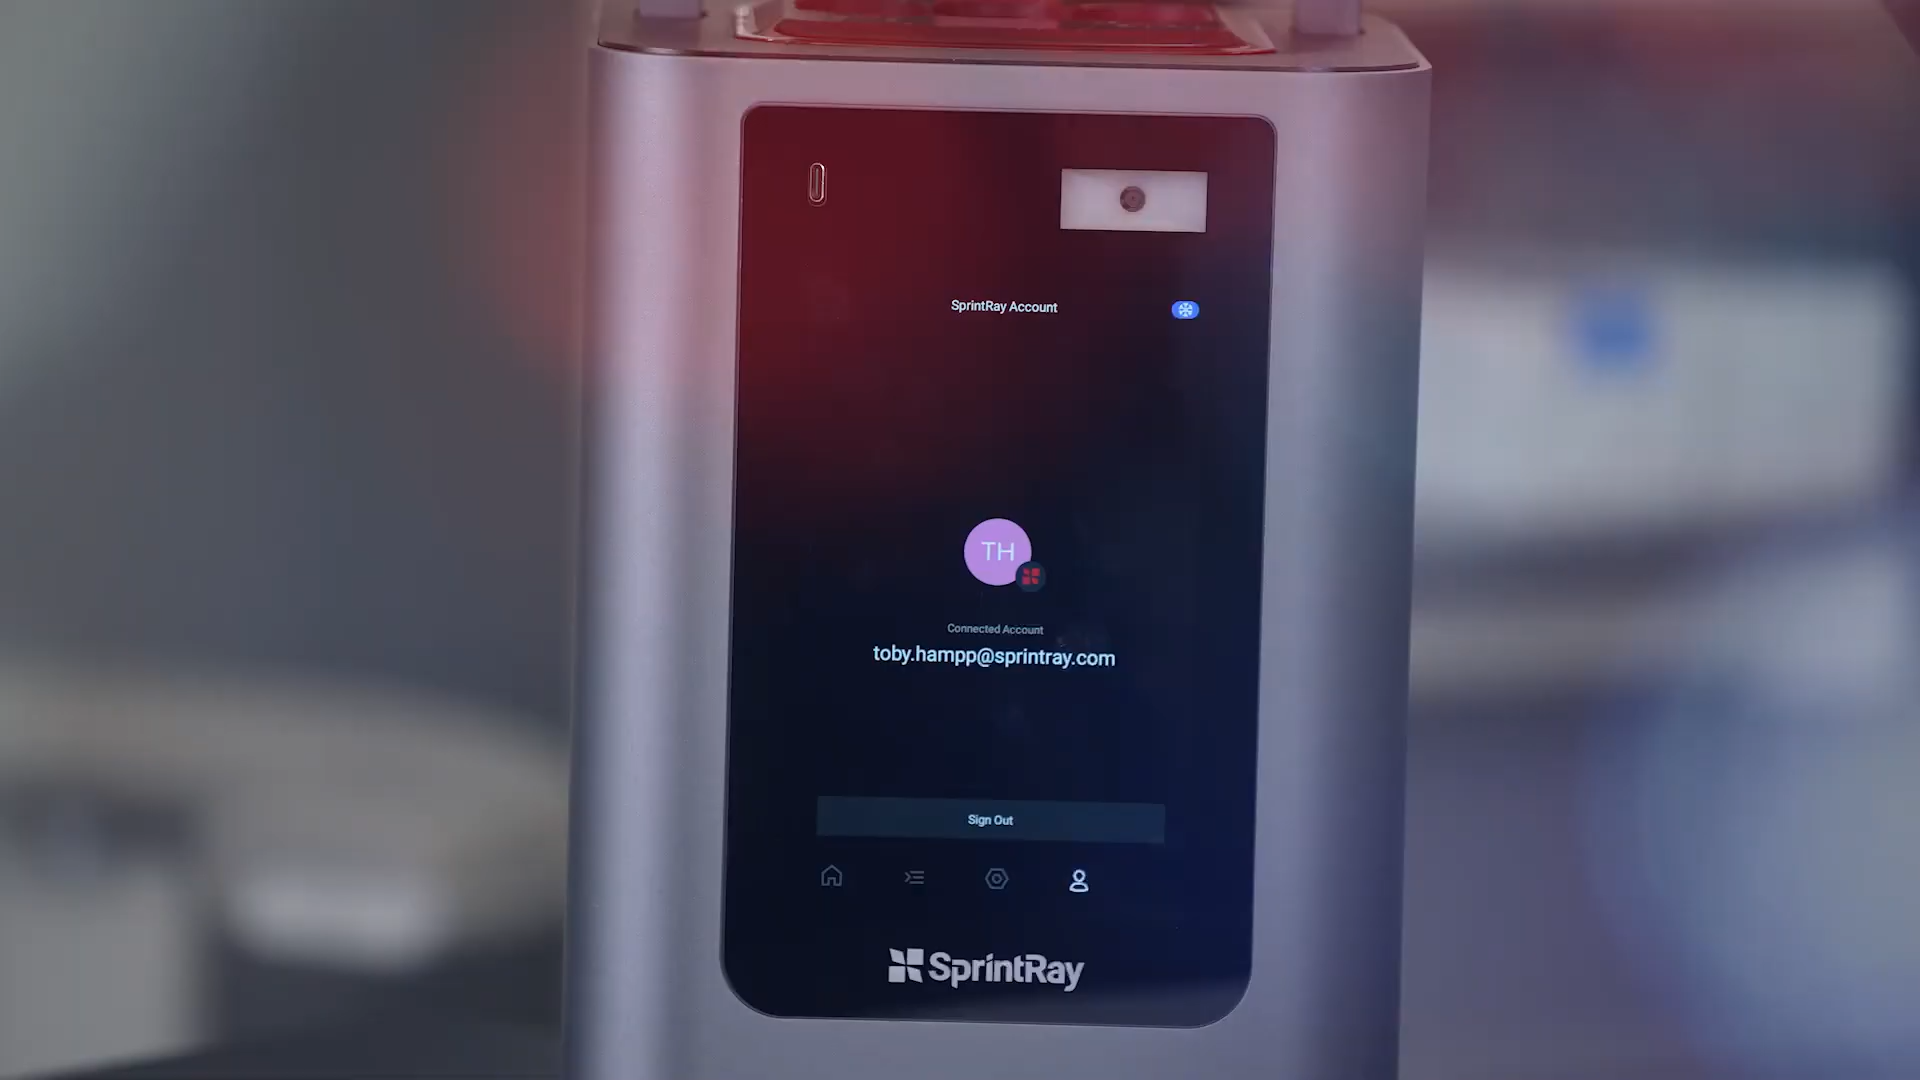 SprintRay Account
TH
Connected Account
toby.hampp@sprintray.com
Sign Out
SprintRay